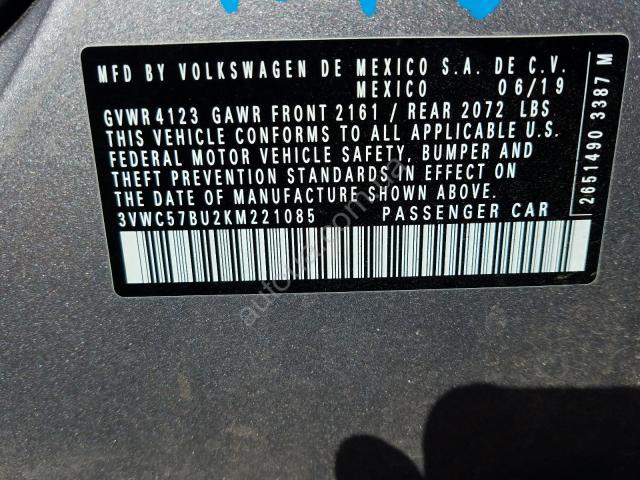 MFD BY VOLKSWAGEN DE MEXICO S.A. DE C.V.
MEXICO 06/19
GVWR 4123 GAWR FRONT 2161 / REAR 2072 LBS
THIS VEHICLE CONFORMS TO ALL APPLICABLE U.S.
FEDERAL MOTOR VEHICLE SAFETY, BUMPER AND
THEFT PREVENTION STANDARDS IN EFFECT ON
THE DATE OF MANUFACTURE SHOWN ABOVE.
3VWC57BU2KM221085 PASSENGER CAR
2651490 3387 M